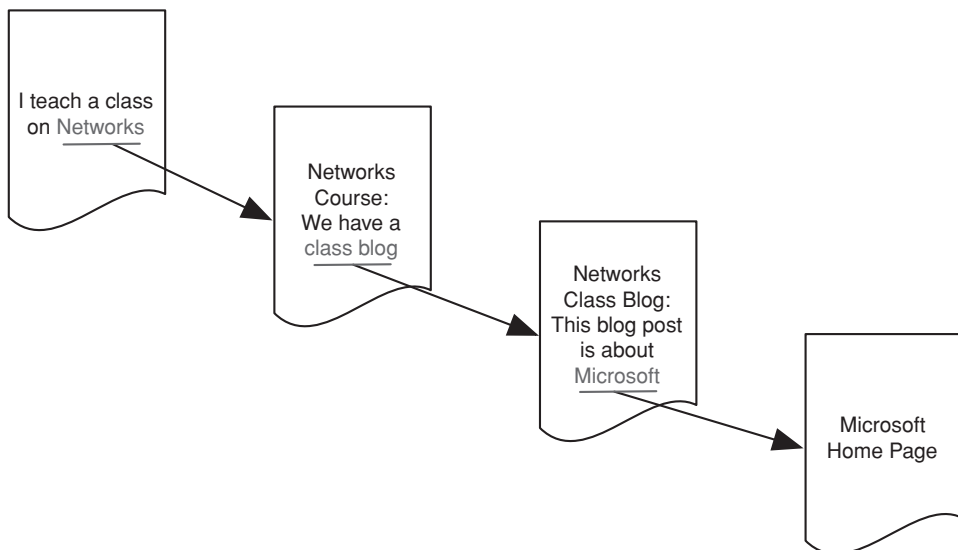 I teach a class
on Networks
Networks
Course:
We have a
class blog
Networks
Class Blog:
This blog post
is about
Microsoft
Microsoft
Home Page